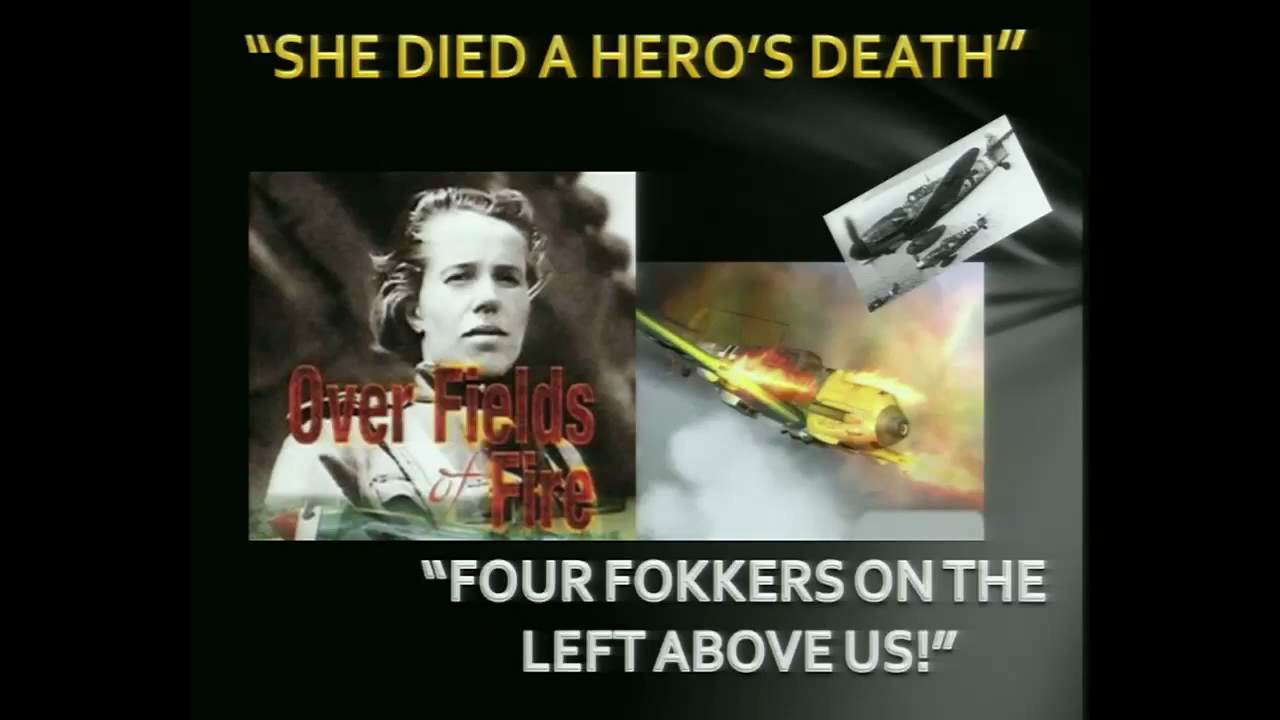 “SHE DIED A HERO’S DEATH”
Over Fields
of Fire
“FOUR FOKKERS ON THE
LEFT ABOVE US!”